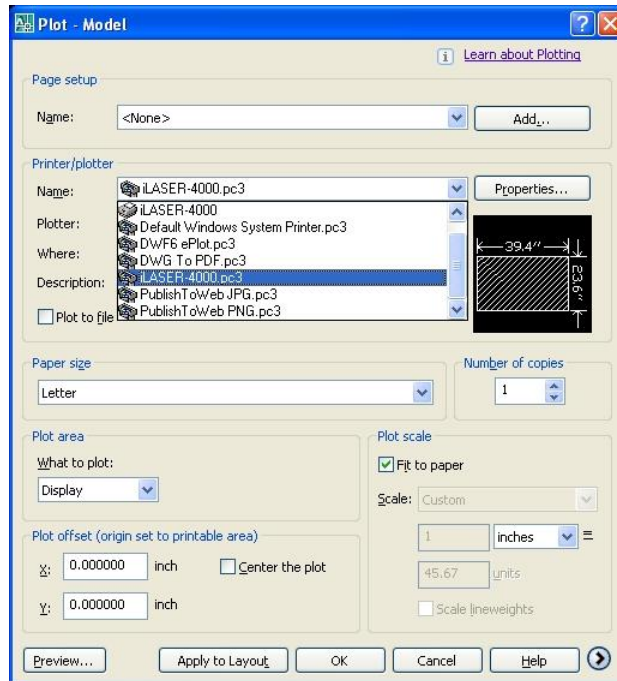 Plot - Model
Learn about Plotting
Page setup
Name: <None> Add...
Printer/plotter
Name: iLASER-4000.pc3 Properties...
iLASER-4000
Plotter: Default Windows System Printer.pc3
DWF6 ePlot.pc3
Where: DWG To PDF.pc3
Description: iLASER-4000.pc3
PublishToWeb JPG.pc3
Plot to file PublishToWeb PNG.pc3
39.4"
23.6"
Paper size
Letter
Number of copies
1
Plot area
What to plot:
Display
Plot scale
Fit to paper
Scale: Custom
1 inches =
45.67 units
Scale lineweights
Plot offset (origin set to printable area)
X: 0.000000 inch Center the plot
Y: 0.000000 inch
Preview... Apply to Layout OK Cancel Help